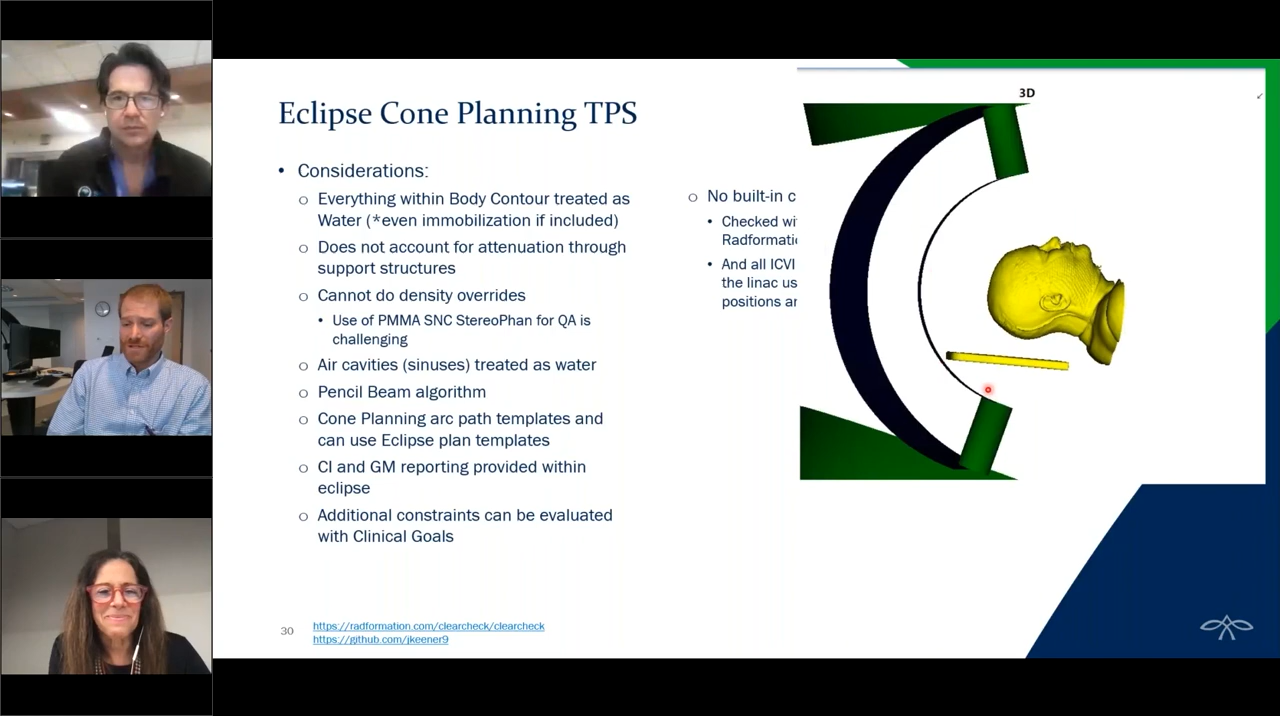 Eclipse Cone Planning TPS
• Considerations:
o Everything within Body Contour treated as
Water (*even immobilization if included)
o Does not account for attenuation through
support structures
o Cannot do density overrides
• Use of PMMA SNC StereoPhan for QA is
challenging
o Air cavities (sinuses) treated as water
o Pencil Beam algorithm
o Cone Planning arc path templates and
can use Eclipse plan templates
o CI and GM reporting provided within
eclipse
o Additional constraints can be evaluated
with Clinical Goals
o No built-in c
• Checked wi
Radformati
• And all ICVI
the linac us
positions ar
3D
30
https://radformation.com/clearcheck/clearcheck
https://github.com/jkeener9